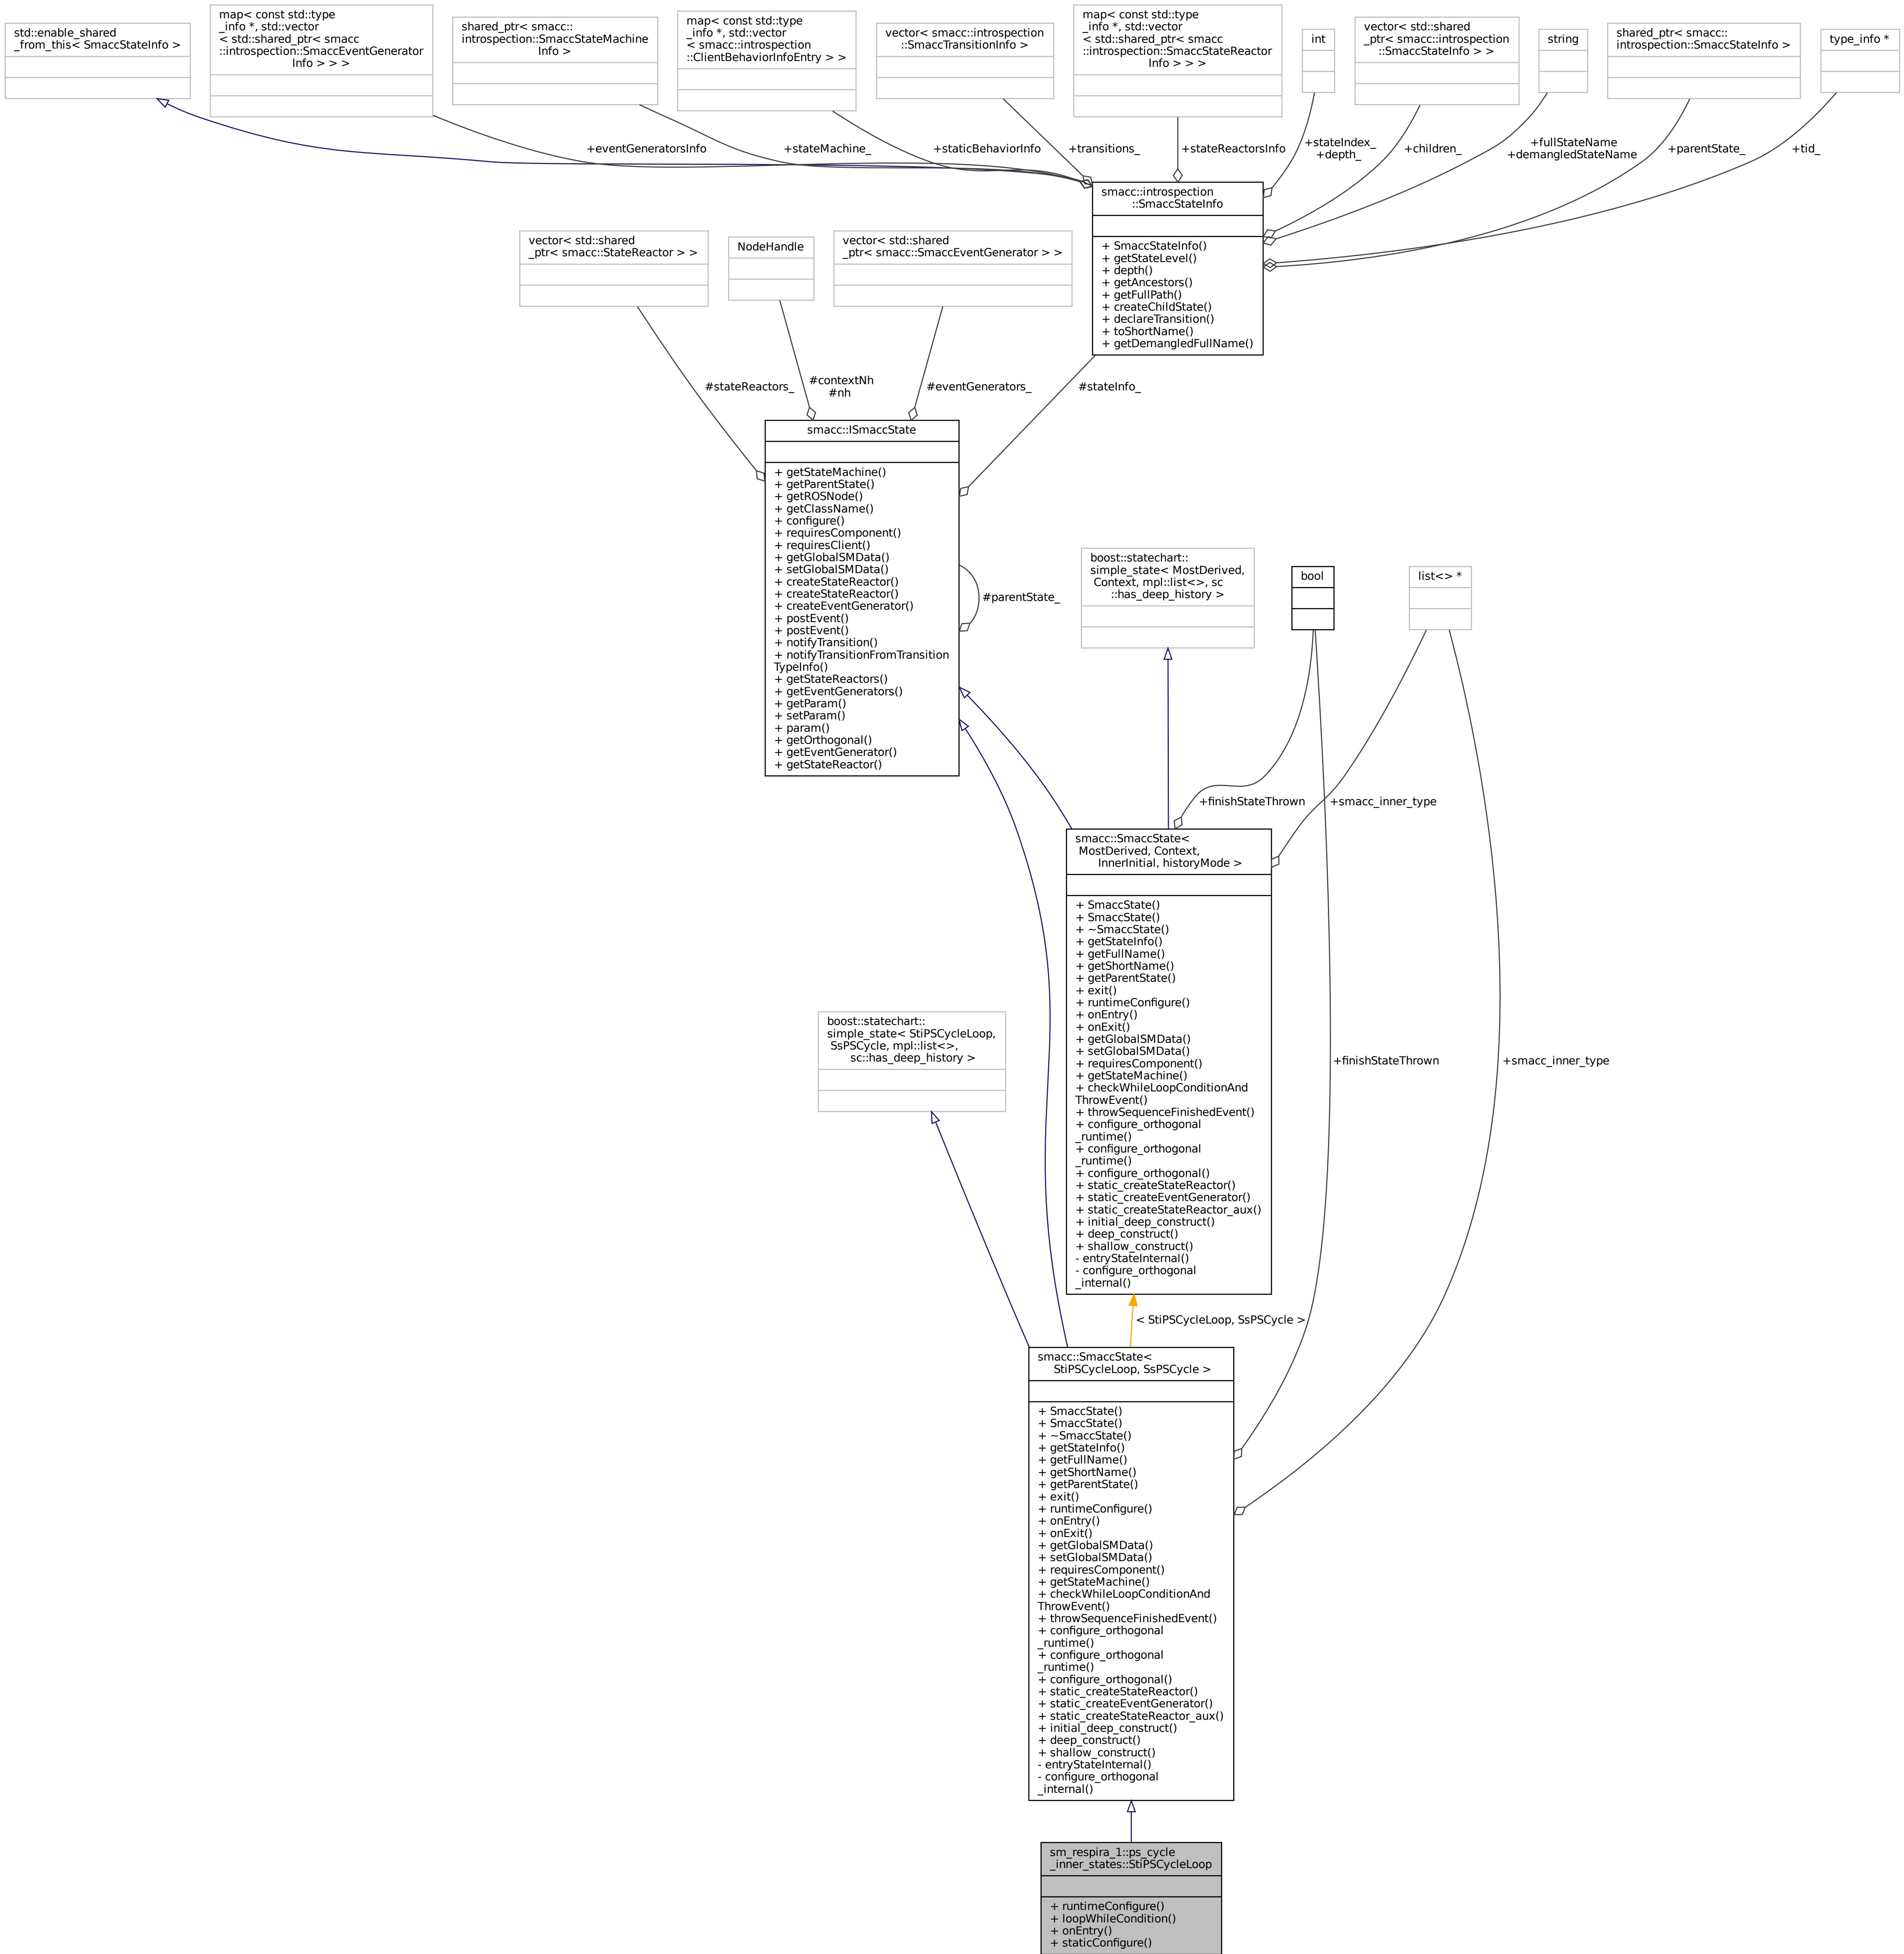 std::enable_shared
_from_this< SmaccStateInfo >
map< const std::type
_info *, std::vector
< std::shared_ptr< smacc
::introspection::SmaccEventGenerator
Info > > >
shared_ptr< smacc::
introspection::SmaccStateMachine
Info >
map< const std::type
_info *, std::vector
< smacc::introspection
::ClientBehaviorInfoEntry > >
vector< smacc::introspection
::SmaccTransitionInfo >
map< const std::type
_info *, std::vector
< std::shared_ptr< smacc
::introspection::SmaccStateReactor
Info > > >
int
vector< std::shared
_ptr< smacc::introspection
::SmaccStateInfo > >
string
shared_ptr< smacc::
introspection::SmaccStateInfo >
type_info *
+eventGeneratorsInfo
+stateMachine_
+staticBehaviorInfo
+transitions_
+stateReactorsInfo
+stateIndex_
+depth_
+children_
+fullStateName
+demangledStateName
+parentState_
+tid_
smacc::introspection
::SmaccStateInfo
+ SmaccStateInfo()
+ getStateLevel()
+ depth()
+ getAncestors()
+ getFullPath()
+ createChildState()
+ declareTransition()
+ toShortName()
+ getDemangledFullName()
vector< std::shared
_ptr< smacc::StateReactor > >
NodeHandle
vector< std::shared
_ptr< smacc::SmaccEventGenerator > >
#stateReactors_
#contextNh
#nh
#eventGenerators_
#stateInfo_
smacc::ISmaccState
+ getStateMachine()
+ getParentState()
+ getROSNode()
+ getClassName()
+ configure()
+ requiresComponent()
+ requiresClient()
+ getGlobalSMData()
+ setGlobalSMData()
+ createStateReactor()
+ createStateReactor()
+ createEventGenerator()
+ postEvent()
+ postEvent()
+ notifyTransition()
+ notifyTransitionFromTransition
TypeInfo()
+ getStateReactors()
+ getEventGenerators()
+ getParam()
+ setParam()
+ param()
+ getOrthogonal()
+ getEventGenerator()
+ getStateReactor()
#parentState_
boost::statechart::
simple_state< MostDerived,
Context, mpl::list<>, sc
::has_deep_history >
bool
list<> *
+finishStateThrown
+smacc_inner_type
smacc::SmaccState<
MostDerived, Context,
InnerInitial, historyMode >
+ SmaccState()
+ SmaccState()
+ ~SmaccState()
+ getStateInfo()
+ getFullName()
+ getShortName()
+ getParentState()
+ exit()
+ runtimeConfigure()
+ onEntry()
+ onExit()
+ getGlobalSMData()
+ setGlobalSMData()
+ requiresComponent()
+ getStateMachine()
+ checkWhileLoopConditionAnd
ThrowEvent()
+ throwSequenceFinishedEvent()
+ configure_orthogonal
_runtime()
+ configure_orthogonal
_runtime()
+ configure_orthogonal()
+ static_createStateReactor()
+ static_createEventGenerator()
+ static_createStateReactor_aux()
+ initial_deep_construct()
+ deep_construct()
+ shallow_construct()
- entryStateInternal()
- configure_orthogonal
_internal()
boost::statechart::
simple_state< StiPSCycleLoop,
SsPSCycle, mpl::list<>,
sc::has_deep_history >
+finishStateThrown
+smacc_inner_type
< StiPSCycleLoop, SsPSCycle >
smacc::SmaccState<
StiPSCycleLoop, SsPSCycle >
+ SmaccState()
+ SmaccState()
+ ~SmaccState()
+ getStateInfo()
+ getFullName()
+ getShortName()
+ getParentState()
+ exit()
+ runtimeConfigure()
+ onEntry()
+ onExit()
+ getGlobalSMData()
+ setGlobalSMData()
+ requiresComponent()
+ getStateMachine()
+ checkWhileLoopConditionAnd
ThrowEvent()
+ throwSequenceFinishedEvent()
+ configure_orthogonal
_runtime()
+ configure_orthogonal
_runtime()
+ configure_orthogonal()
+ static_createStateReactor()
+ static_createEventGenerator()
+ static_createStateReactor_aux()
+ initial_deep_construct()
+ deep_construct()
+ shallow_construct()
- entryStateInternal()
- configure_orthogonal
_internal()
sm_respira_1::ps_cycle
_inner_states::StiPSCycleLoop
+ runtimeConfigure()
+ loopWhileCondition()
+ onEntry()
+ staticConfigure()